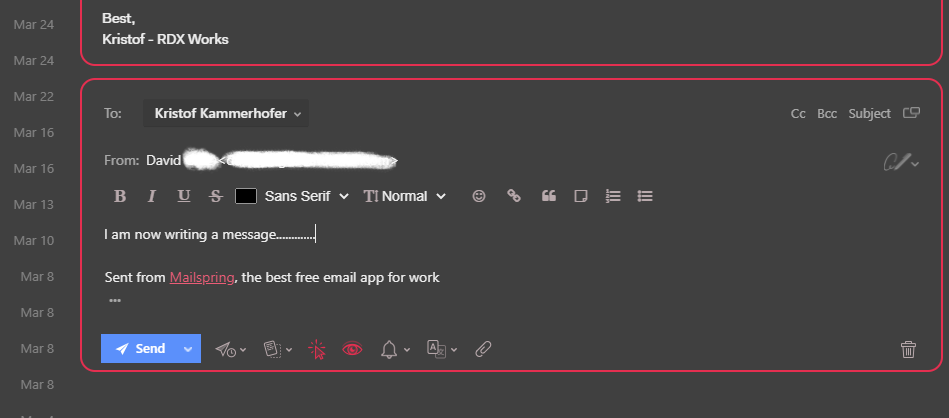 Mar 24
Mar 24
Mar 22
Mar 16
Mar 16
Mar 13
Mar 10
Mar 8
Mar 8
Mar 8
Mar 8
Best,
Kristof - RDX Works
To: Kristof Kammerhofer Cc Bcc Subject
From: David
B I U S Sans Serif T Normal
I am now writing a message.............
Sent from Mailspring, the best free email app for work
Send